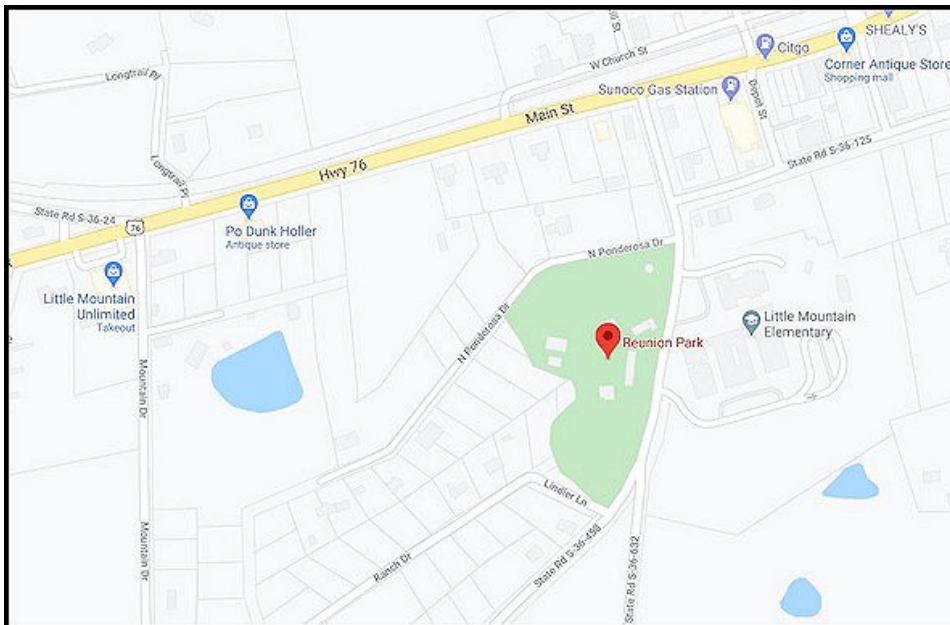 SHEALY'S
Citgo
Corner Antique Store
Shopping mall
W Church St
Sunoco Gas Station
Depot St
Main St
Longtrail Pl
State Rd S-36-125
Hwy 76
Longtrail Pl
State Rd S-36-24
76
Po Dunk Holler
Antique store
N Ponderosa Dr
Little Mountain
Unlimited
Takeout
Little Mountain
Elementary
Reunion Park
N Ponderosa Dr
Mountain Dr
Lindler Ln
Mountain Dr
Ranch Dr
State Rd S-36-498
State Rd S-36-632